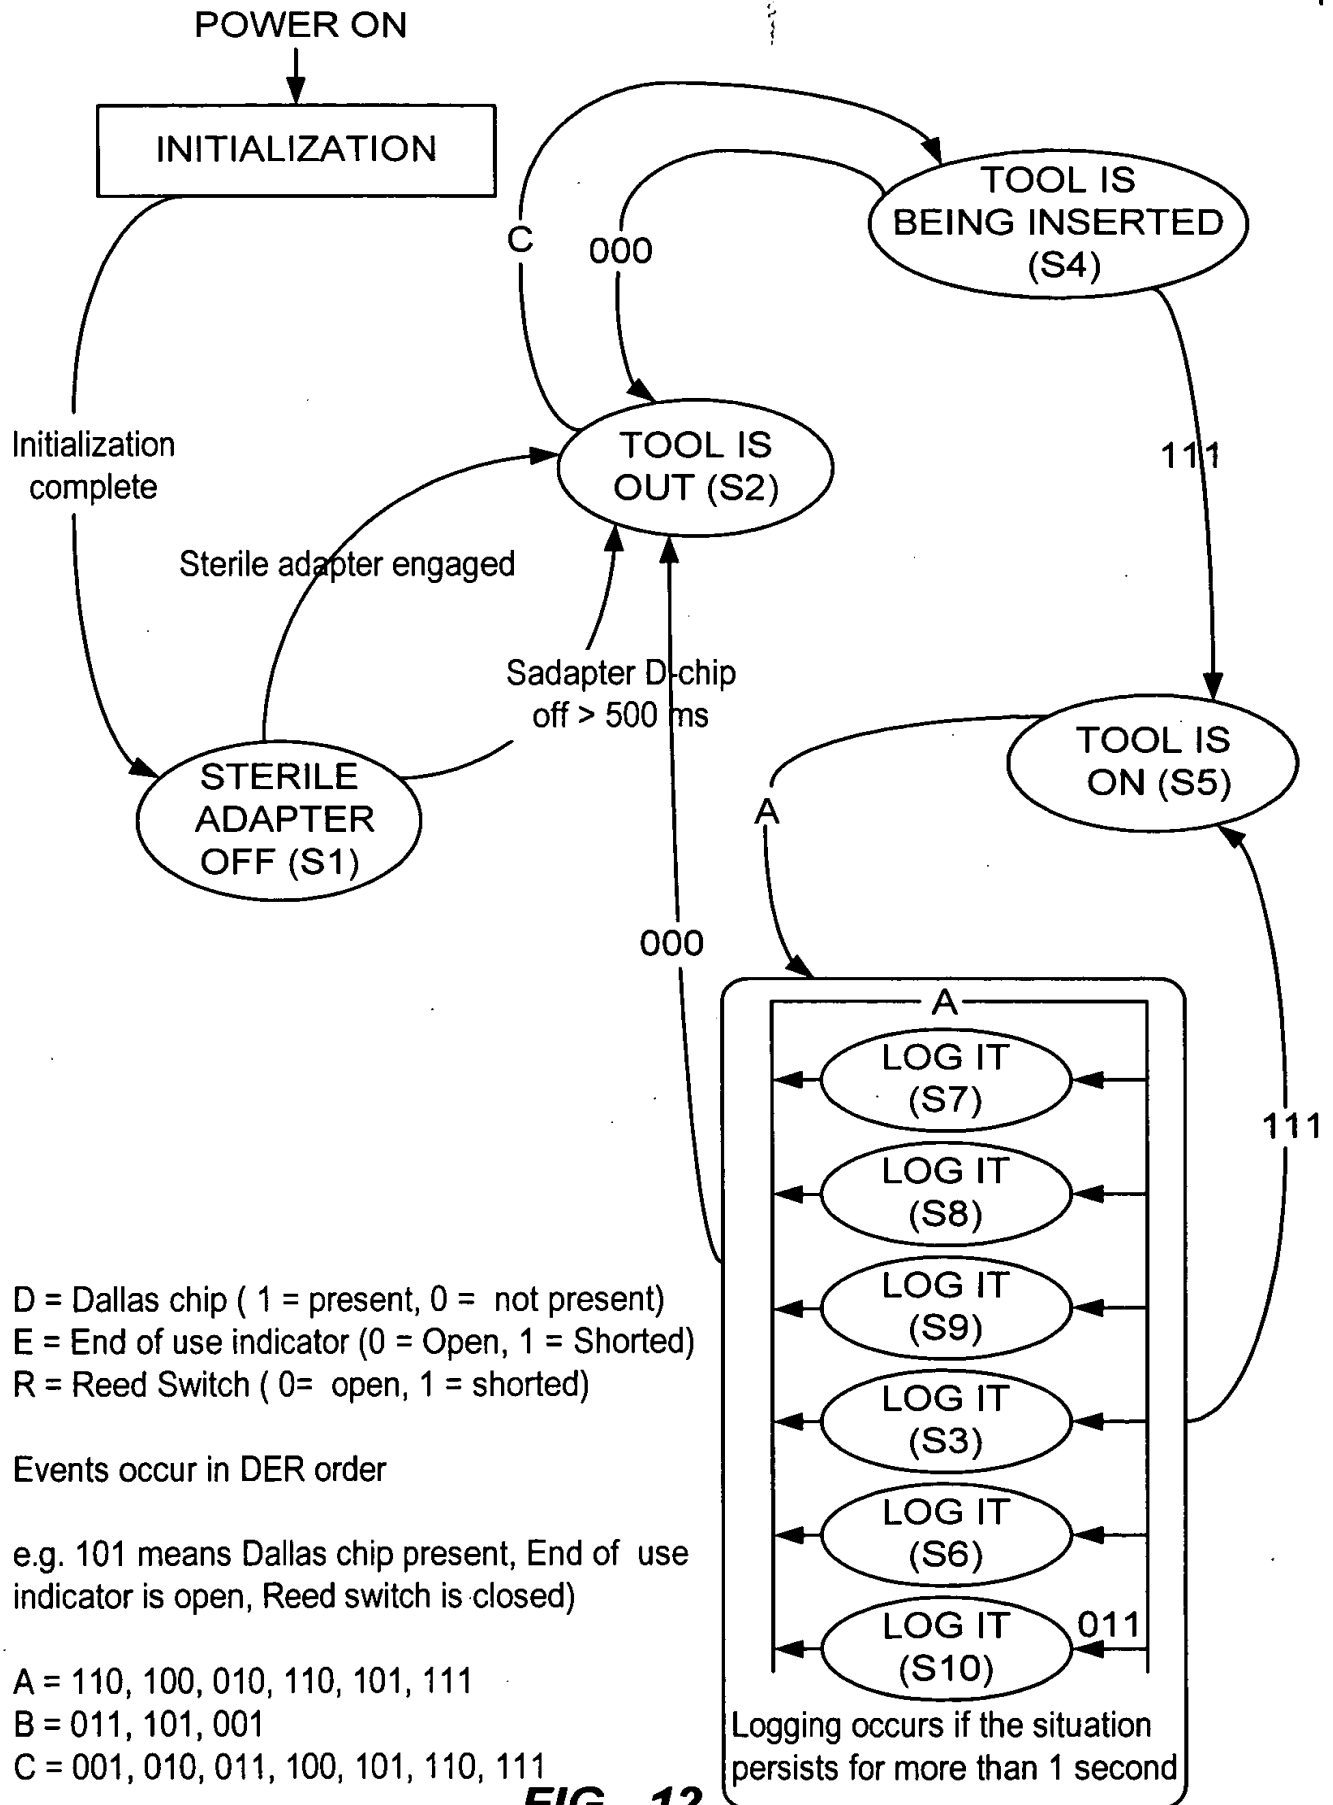 POWER ON
INITIALIZATION
TOOL IS
BEING INSERTED
(S4)
C
000
Initialization
complete
TOOL IS
OUT (S2)
111
Sterile adapter engaged
Sadapter D-chip
off > 500 ms
STERILE
ADAPTER
OFF (S1)
TOOL IS
ON (S5)
A
000
A
LOG IT
(S7)
111
LOG IT
(S8)
LOG IT
(S9)
LOG IT
(S3)
LOG IT
(S6)
LOG IT
(S10)
011
Logging occurs if the situation
persists for more than 1 second
D = Dallas chip ( 1 = present, 0 = not present)
E = End of use indicator (0 = Open, 1 = Shorted)
R = Reed Switch ( 0= open, 1 = shorted)
Events occur in DER order
e.g. 101 means Dallas chip present, End of use
indicator is open, Reed switch is closed)
A = 110, 100, 010, 110, 101, 111
B = 011, 101, 001
C = 001, 010, 011, 100, 101, 110, 111
FIG. 12